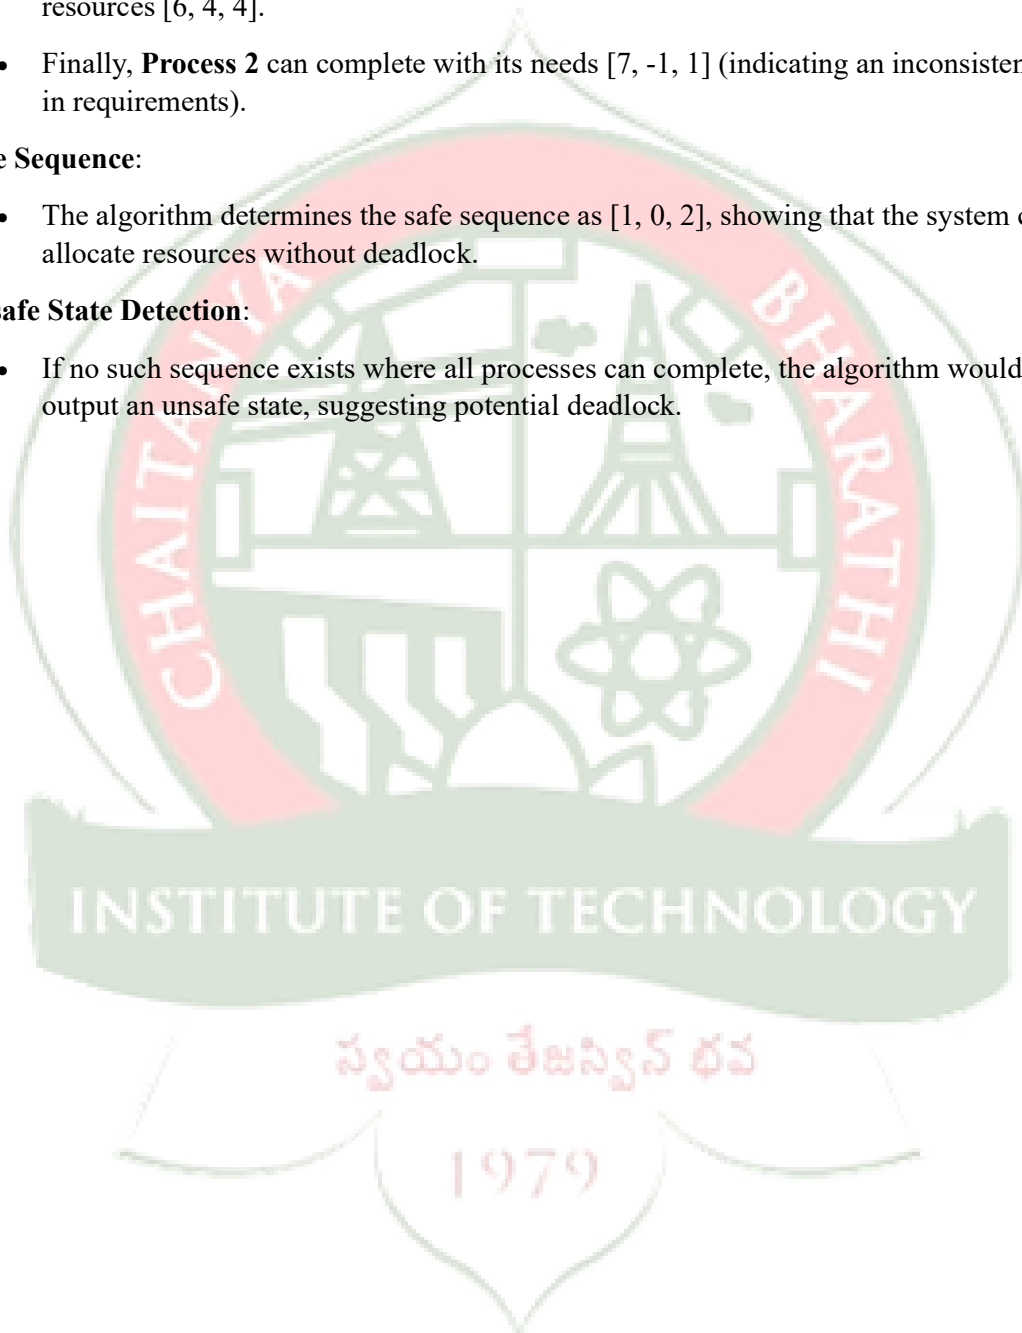 resources [6, 4, 4].
• Finally, Process 2 can complete with its needs [7, -1, 1] (indicating an inconsisten
in requirements).
e Sequence:
• The algorithm determines the safe sequence as [1, 0, 2], showing that the system c
allocate resources without deadlock.
safe State Detection:
• If no such sequence exists where all processes can complete, the algorithm would
output an unsafe state, suggesting potential deadlock.
CHAITANYA BHARATHI
INSTITUTE OF TECHNOLOGY
స్వయం తేజస్విన్ భవ
1979